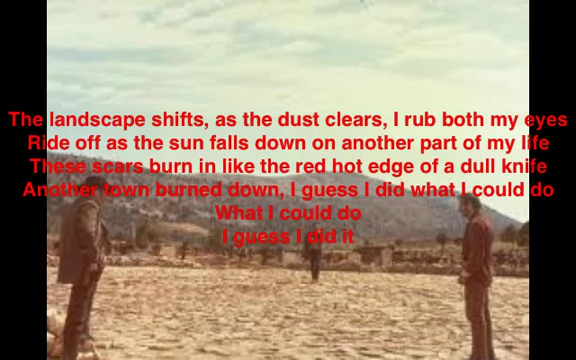 The landscape shifts, as the dust clears, I rub both my eyes
Ride off as the sun falls down on another part of my life
These scars burn in like the red hot edge of a dull knife
Another town burned down, I guess I did what I could do
What I could do
I guess I did it